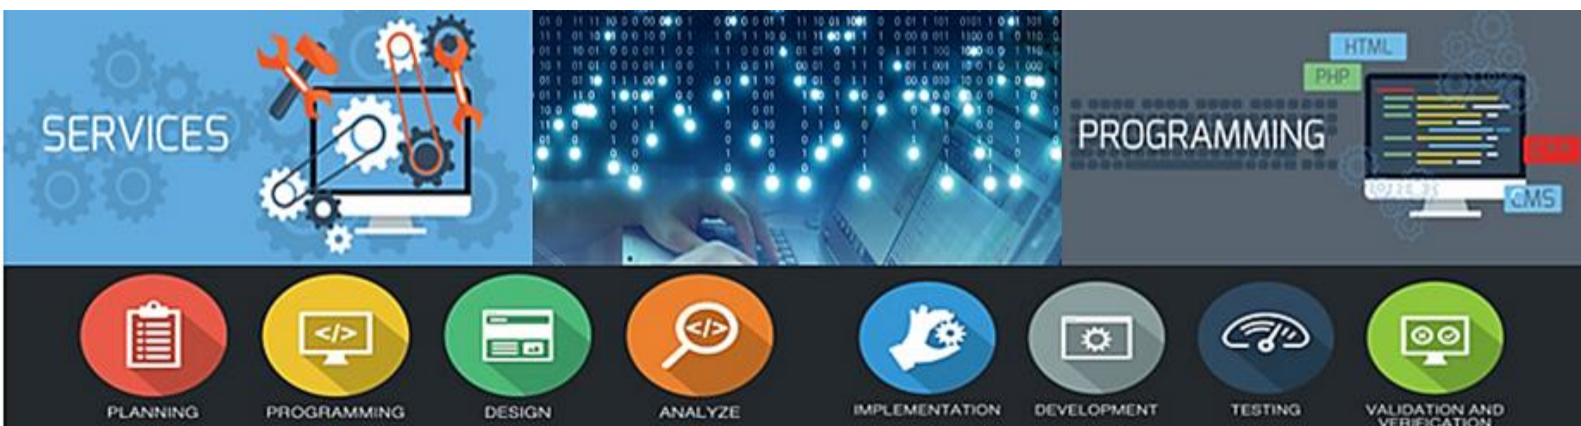 SERVICES
HTML
PHP
PROGRAMMING
C++
CMS
PLANNING
PROGRAMMING
DESIGN
ANALYZE
IMPLEMENTATION
DEVELOPMENT
TESTING
VALIDATION AND
VERIFICATION